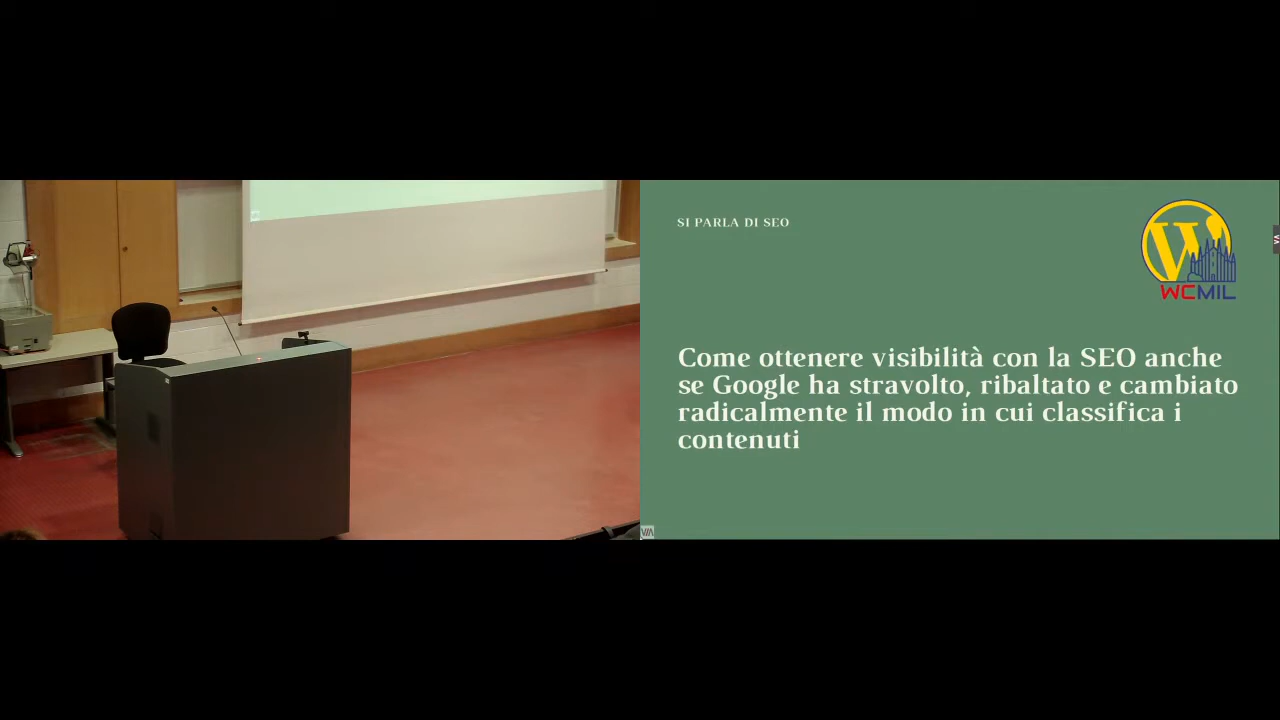 SI PARLA DI SEO
WCMIL
Come ottenere visibilità con la SEO anche
se Google ha stravolto, ribaltato e cambiato
radicalmente il modo in cui classifica i
contenuti